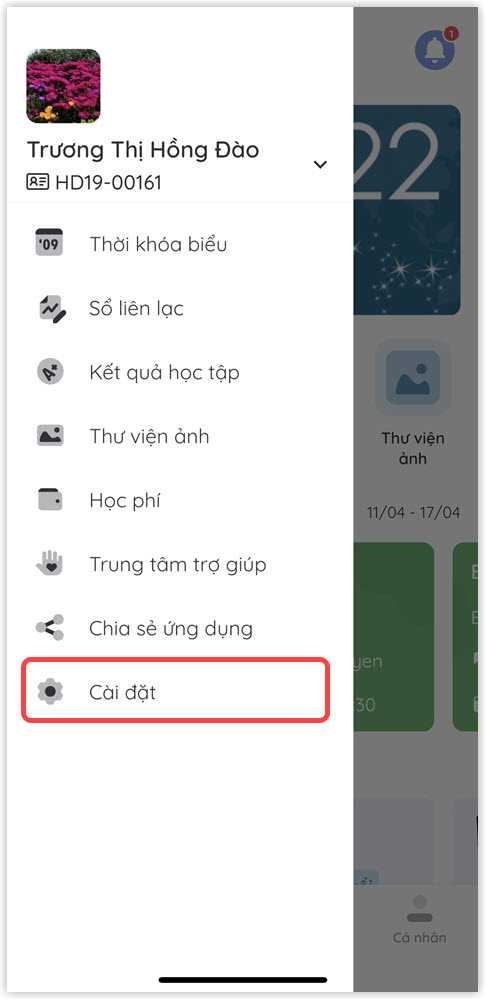 Trương Thị Hồng Đào
HD19-00161
'09
Thời khóa biểu
Sổ liên lạc
A+
Kết quả học tập
Thư viện ảnh
Học phí
Trung tâm trợ giúp
Chia sẻ ứng dụng
Cài đặt
1
22
Thư viện
ảnh
11/04 - 17/04
yen
:30
Cá nhân